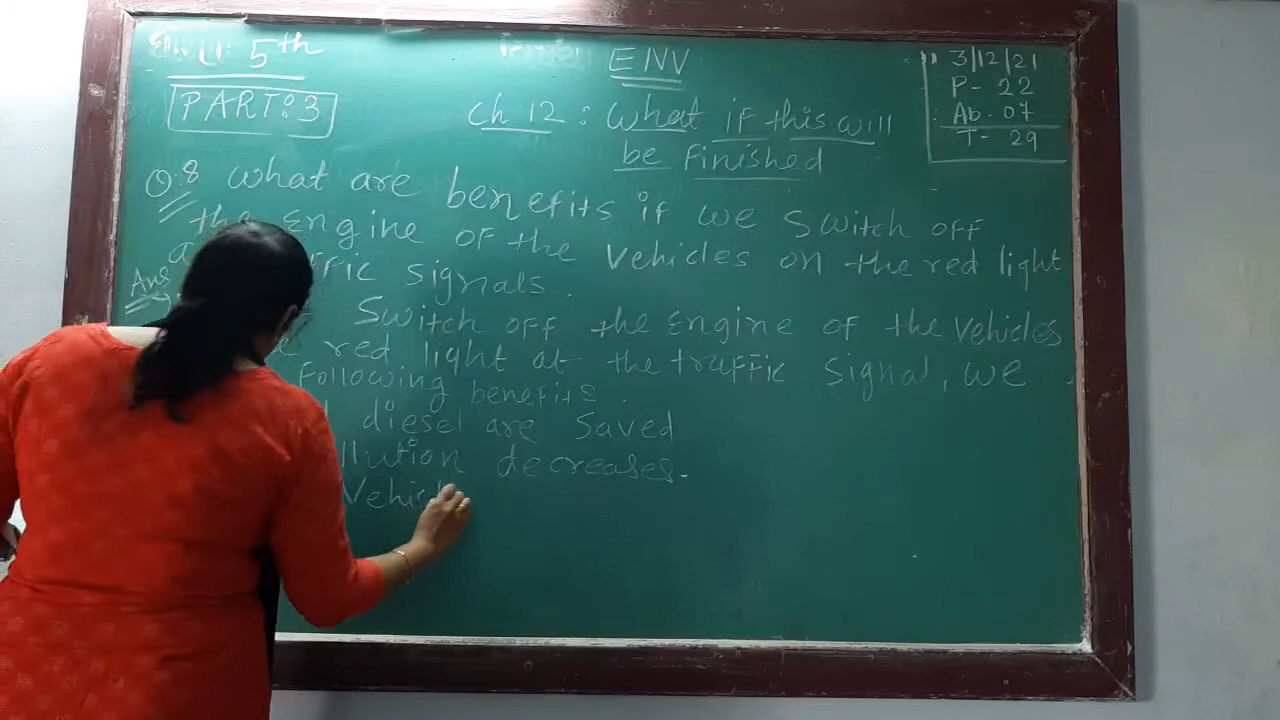 5th
PART:3
ENV
Ch 12 : What if this will
be finished
3/12/21
P - 22
Ab - 07
T - 29
Q.8 What are benefits if we Switch off
the Engine of the Vehicles on the red light
signals.
Ans
Switch off the Engine of the Vehicles
red light at the traffic Signal, we
following benefits.
diesel are Saved
decreases.